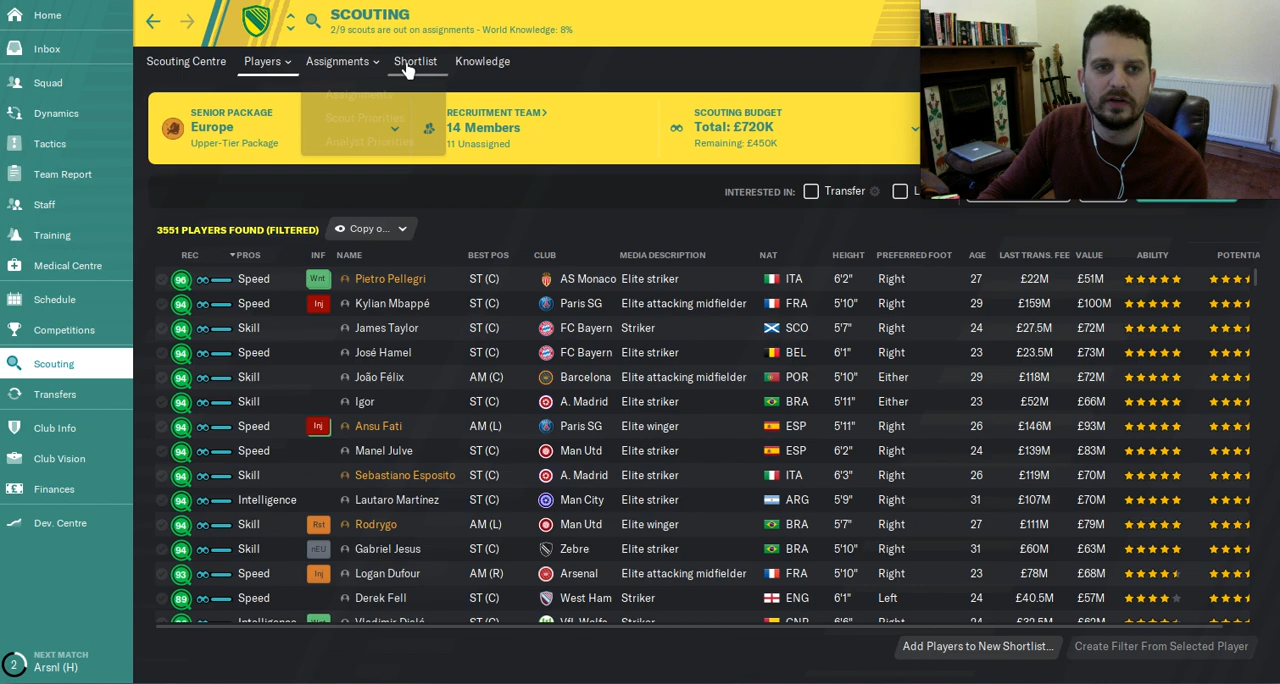 Home
Inbox
Squad
Dynamics
Tactics
Team Report
Staff
Training
Medical Centre
Schedule
Competitions
Scouting
Transfers
Club Info
Club Vision
Finances
Dev. Centre
2
NEXT MATCH
Arsnl (H)
SCOUTING
2/9 scouts are out on assignments - World Knowledge: 8%
Scouting Centre Players Assignments Shortlist Knowledge
Assignments
Scout Priorities
Analyst Priorities
SENIOR PACKAGE
Europe
Upper-Tier Package
RECRUITMENT TEAM >
14 Members
11 Unassigned
SCOUTING BUDGET
Total: £720K
Remaining: £450K
INTERESTED IN: Transfer
3551 PLAYERS FOUND (FILTERED) Copy o...
REC PROS INF NAME BEST POS CLUB MEDIA DESCRIPTION NAT HEIGHT PREFERRED FOOT AGE LAST TRANS. FEE VALUE ABILITY POTENTIA
96 Speed Wnt Pietro Pellegri ST (C) AS Monaco Elite striker ITA 6'2" Right 27 £22M £51M
94 Speed Inj Kylian Mbappé ST (C) Paris SG Elite attacking midfielder FRA 5'10" Right 29 £159M £100M
94 Skill James Taylor ST (C) FC Bayern Striker SCO 5'7" Right 24 £27.5M £72M
94 Speed José Hamel ST (C) FC Bayern Elite striker BEL 6'1" Right 23 £23.5M £73M
94 Skill João Félix AM (C) Barcelona Elite attacking midfielder POR 5'10" Either 29 £118M £72M
94 Skill Igor ST (C) A. Madrid Elite striker BRA 5'11" Either 23 £52M £66M
94 Speed Inj Ansu Fati AM (L) Paris SG Elite winger ESP 5'11" Right 26 £146M £93M
94 Speed Manel Julve ST (C) Man Utd Elite striker ESP 6'2" Right 24 £139M £83M
94 Skill Sebastiano Esposito ST (C) A. Madrid Elite striker ITA 6'3" Right 26 £119M £70M
94 Intelligence Lautaro Martínez ST (C) Man City Elite striker ARG 5'9" Right 31 £107M £70M
94 Skill Rst Rodrygo AM (L) Man Utd Elite winger BRA 5'7" Right 27 £111M £79M
94 Skill nEU Gabriel Jesus ST (C) Zebre Elite striker BRA 5'10" Right 31 £60M £63M
93 Speed Inj Logan Dufour AM (R) Arsenal Elite attacking midfielder FRA 5'10" Right 23 £78M £68M
89 Speed Derek Fell ST (C) West Ham Striker ENG 6'1" Left 24 £40.5M £57M
Add Players to New Shortlist... Create Filter From Selected Player